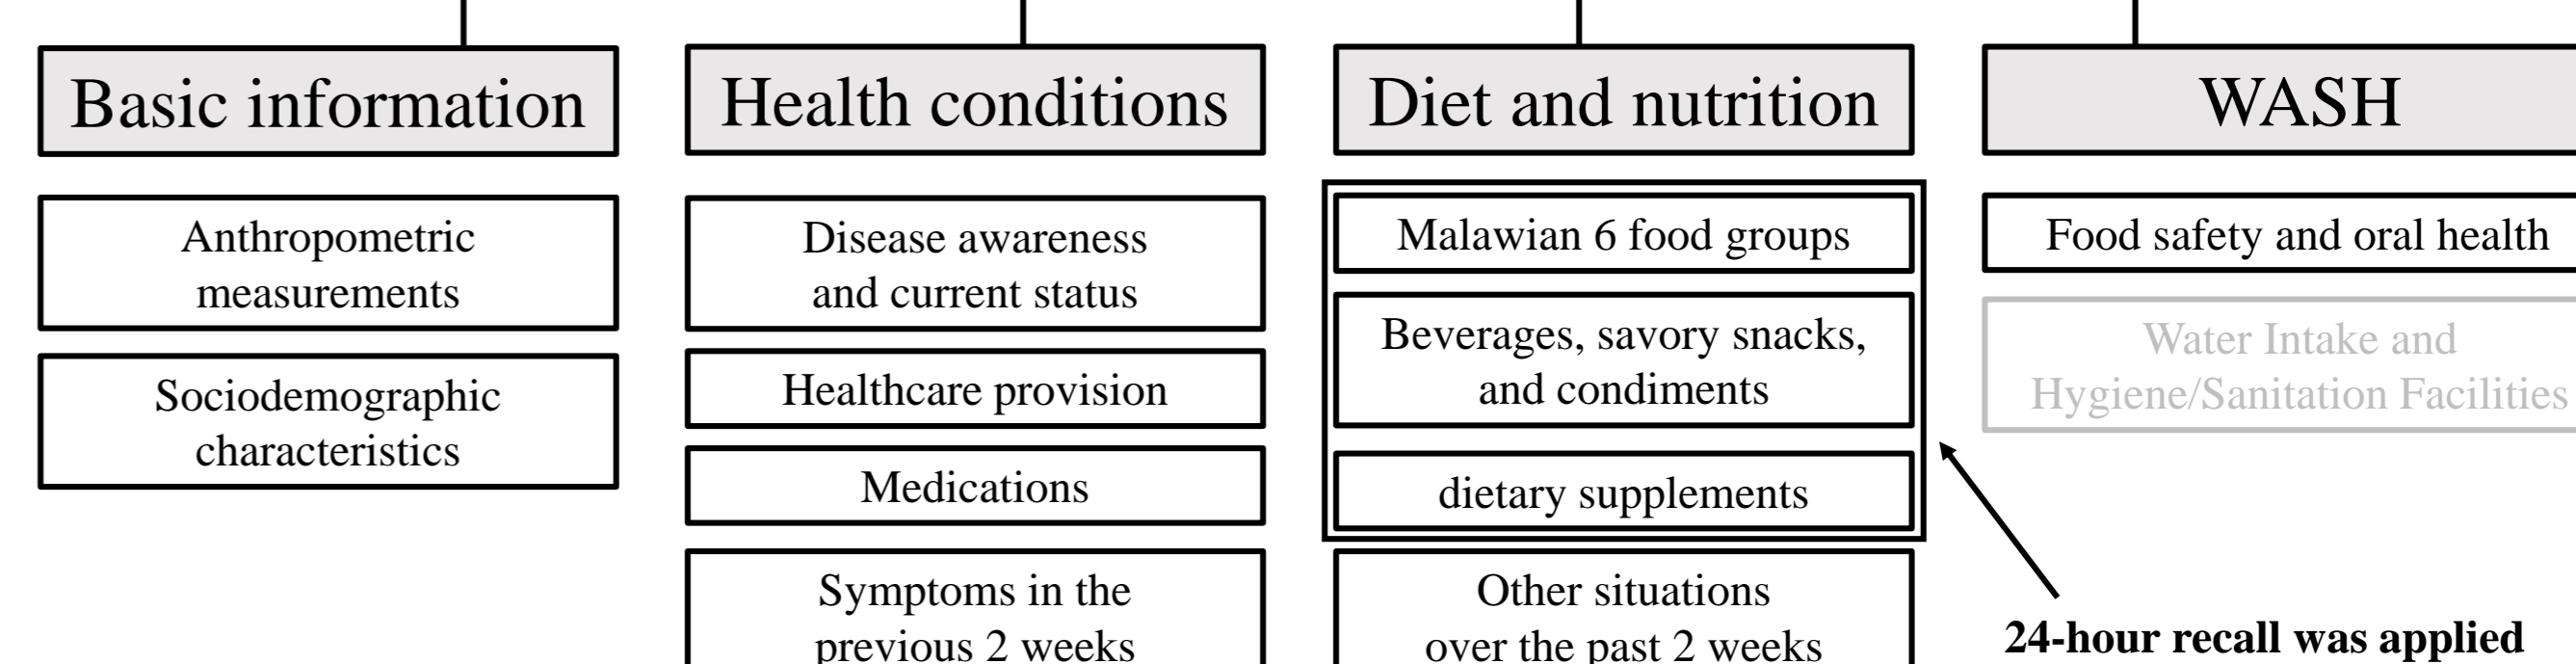 Basic information
Anthropometric
measurements
Sociodemographic
characteristics
Health conditions
Disease awareness
and current status
Healthcare provision
Medications
Symptoms in the
previous 2 weeks
Diet and nutrition
Malawian 6 food groups
Beverages, savory snacks,
and condiments
dietary supplements
Other situations
over the past 2 weeks
WASH
Food safety and oral health
Water Intake and
Hygiene/Sanitation Facilities
24-hour recall was applied